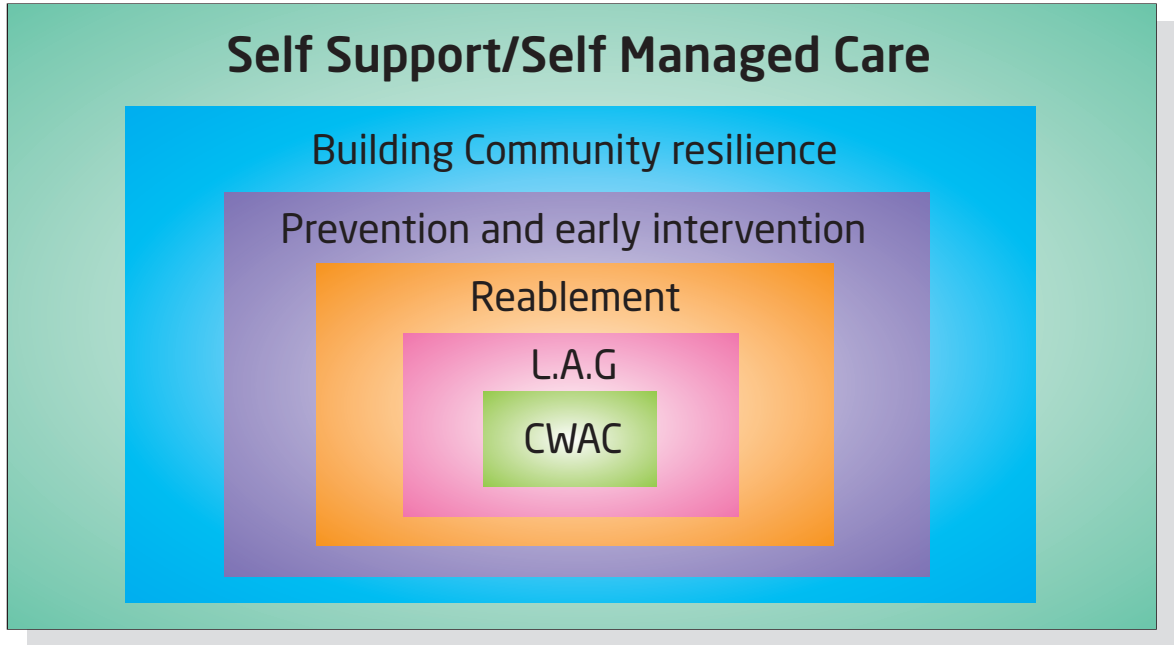 Self Support/Self Managed Care
Building Community resilience
Prevention and early intervention
Reablement
L.A.G
CWAC